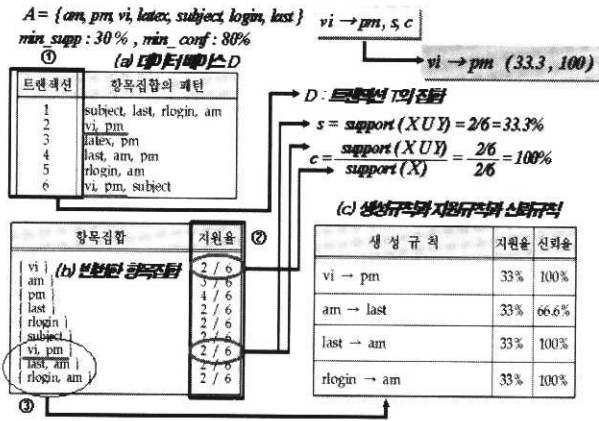 A = {am, pm, vi, latex, subject, login, last}
min_supp : 30% , min_conf : 80%
vi → pm, s, c
vi → pm (33.3, 100)
① (a) 데이터베이스 D
트랜잭션 항목집합의 패턴
1 subject, last, rlogin, am
2 vi, pm
3 latex, pm
4 last, am, pm
5 rlogin, am
6 vi, pm, subject
D : 트랜잭션 T의 집합
s = support(X∪Y) = 2/6 = 33.3%
c = support(X∪Y) / support(X) = 2/6 / 2/6 = 100%
(c) 생성규칙과 지원규칙과 신뢰규칙
항목집합 지원율 ②
(b) 빈발한 항목집합
{ vi } 2 / 6
{ am } 3 / 6
{ pm } 4 / 6
{ last } 2 / 6
{ rlogin } 2 / 6
{ subject } 2 / 6
{ vi, pm } 2 / 6
{ last, am } 2 / 6
{ rlogin, am } 2 / 6
③
생 성 규 칙 지원율 신뢰율
vi → pm 33% 100%
am → last 33% 66.6%
last → am 33% 100%
rlogin → am 33% 100%